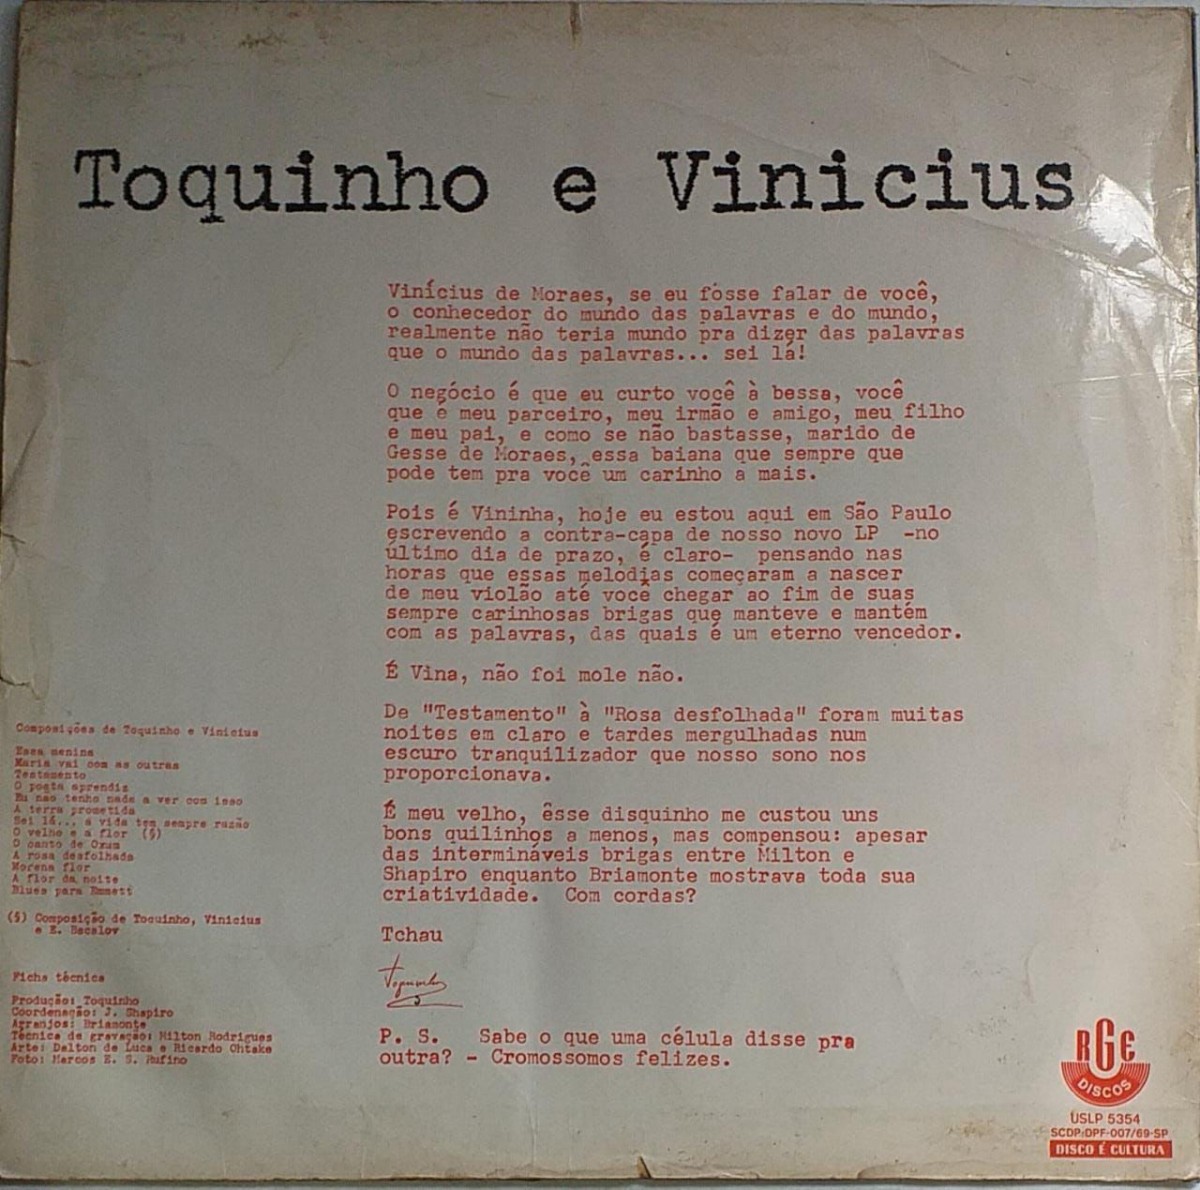 Toquinho e Vinicius
Vinícius de Moraes, se eu fôsse falar de você,
o conhecedor do mundo das palavras e do mundo,
realmente não teria mundo pra dizer das palavras
que o mundo das palavras... sei lá!
O negócio é que eu curto você à bessa, você
que é meu parceiro, meu irmão e amigo, meu filho
e meu pai, e como se não bastasse, marido de
Gesse de Moraes, essa baiana que sempre que
pode tem pra você um carinho a mais.
Pois é Vininha, hoje eu estou aqui em São Paulo
escrevendo a contra-capa de nosso novo LP -no
último dia de prazo, é claro- pensando nas
horas que essas melodias começaram a nascer
de meu violão até você chegar ao fim de suas
sempre carinhosas brigas que manteve e mantém
com as palavras, das quais é um eterno vencedor.
É Vina, não foi mole não.
De "Testamento" à "Rosa desfolhada" foram muitas
noites em claro e tardes mergulhadas num
escuro tranquilizador que nosso sono nos
proporcionava.
É meu velho, êsse disquinho me custou uns
bons quilinhos a menos, mas compensou: apesar
das intermináveis brigas entre Milton e
Shapiro enquanto Briamonte mostrava toda sua
criatividade. Com cordas?
Tchau
Toquinho
P. S. Sabe o que uma célula disse pra
outra? - Cromossomos felizes.
Composições de Toquinho e Vinicius
Essa menina
Maria vai com as outras
Testamento
O poeta aprendiz
Eu não tenho nada a ver com isso
A terra prometida
Sei lá... a vida tem sempre razão
O velho e a flor (§)
O canto de Oxum
A rosa desfolhada
Morena flor
A flor da noite
Blues para Emmett
(§) Composição de Toquinho, Vinicius
e E. Bacalov
Ficha técnica
Produção: Toquinho
Coordenação: J. Shapiro
Agranjos: Briamonte
Técnico de gravação: Milton Rodrigues
Arte: Dalton de Luca e Ricardo Ohtake
Foto: Marcos E. S. Rufino
RGE
DISCOS
USLP 5354
SCDP-DPF-007/69-SP
DISCO É CULTURA